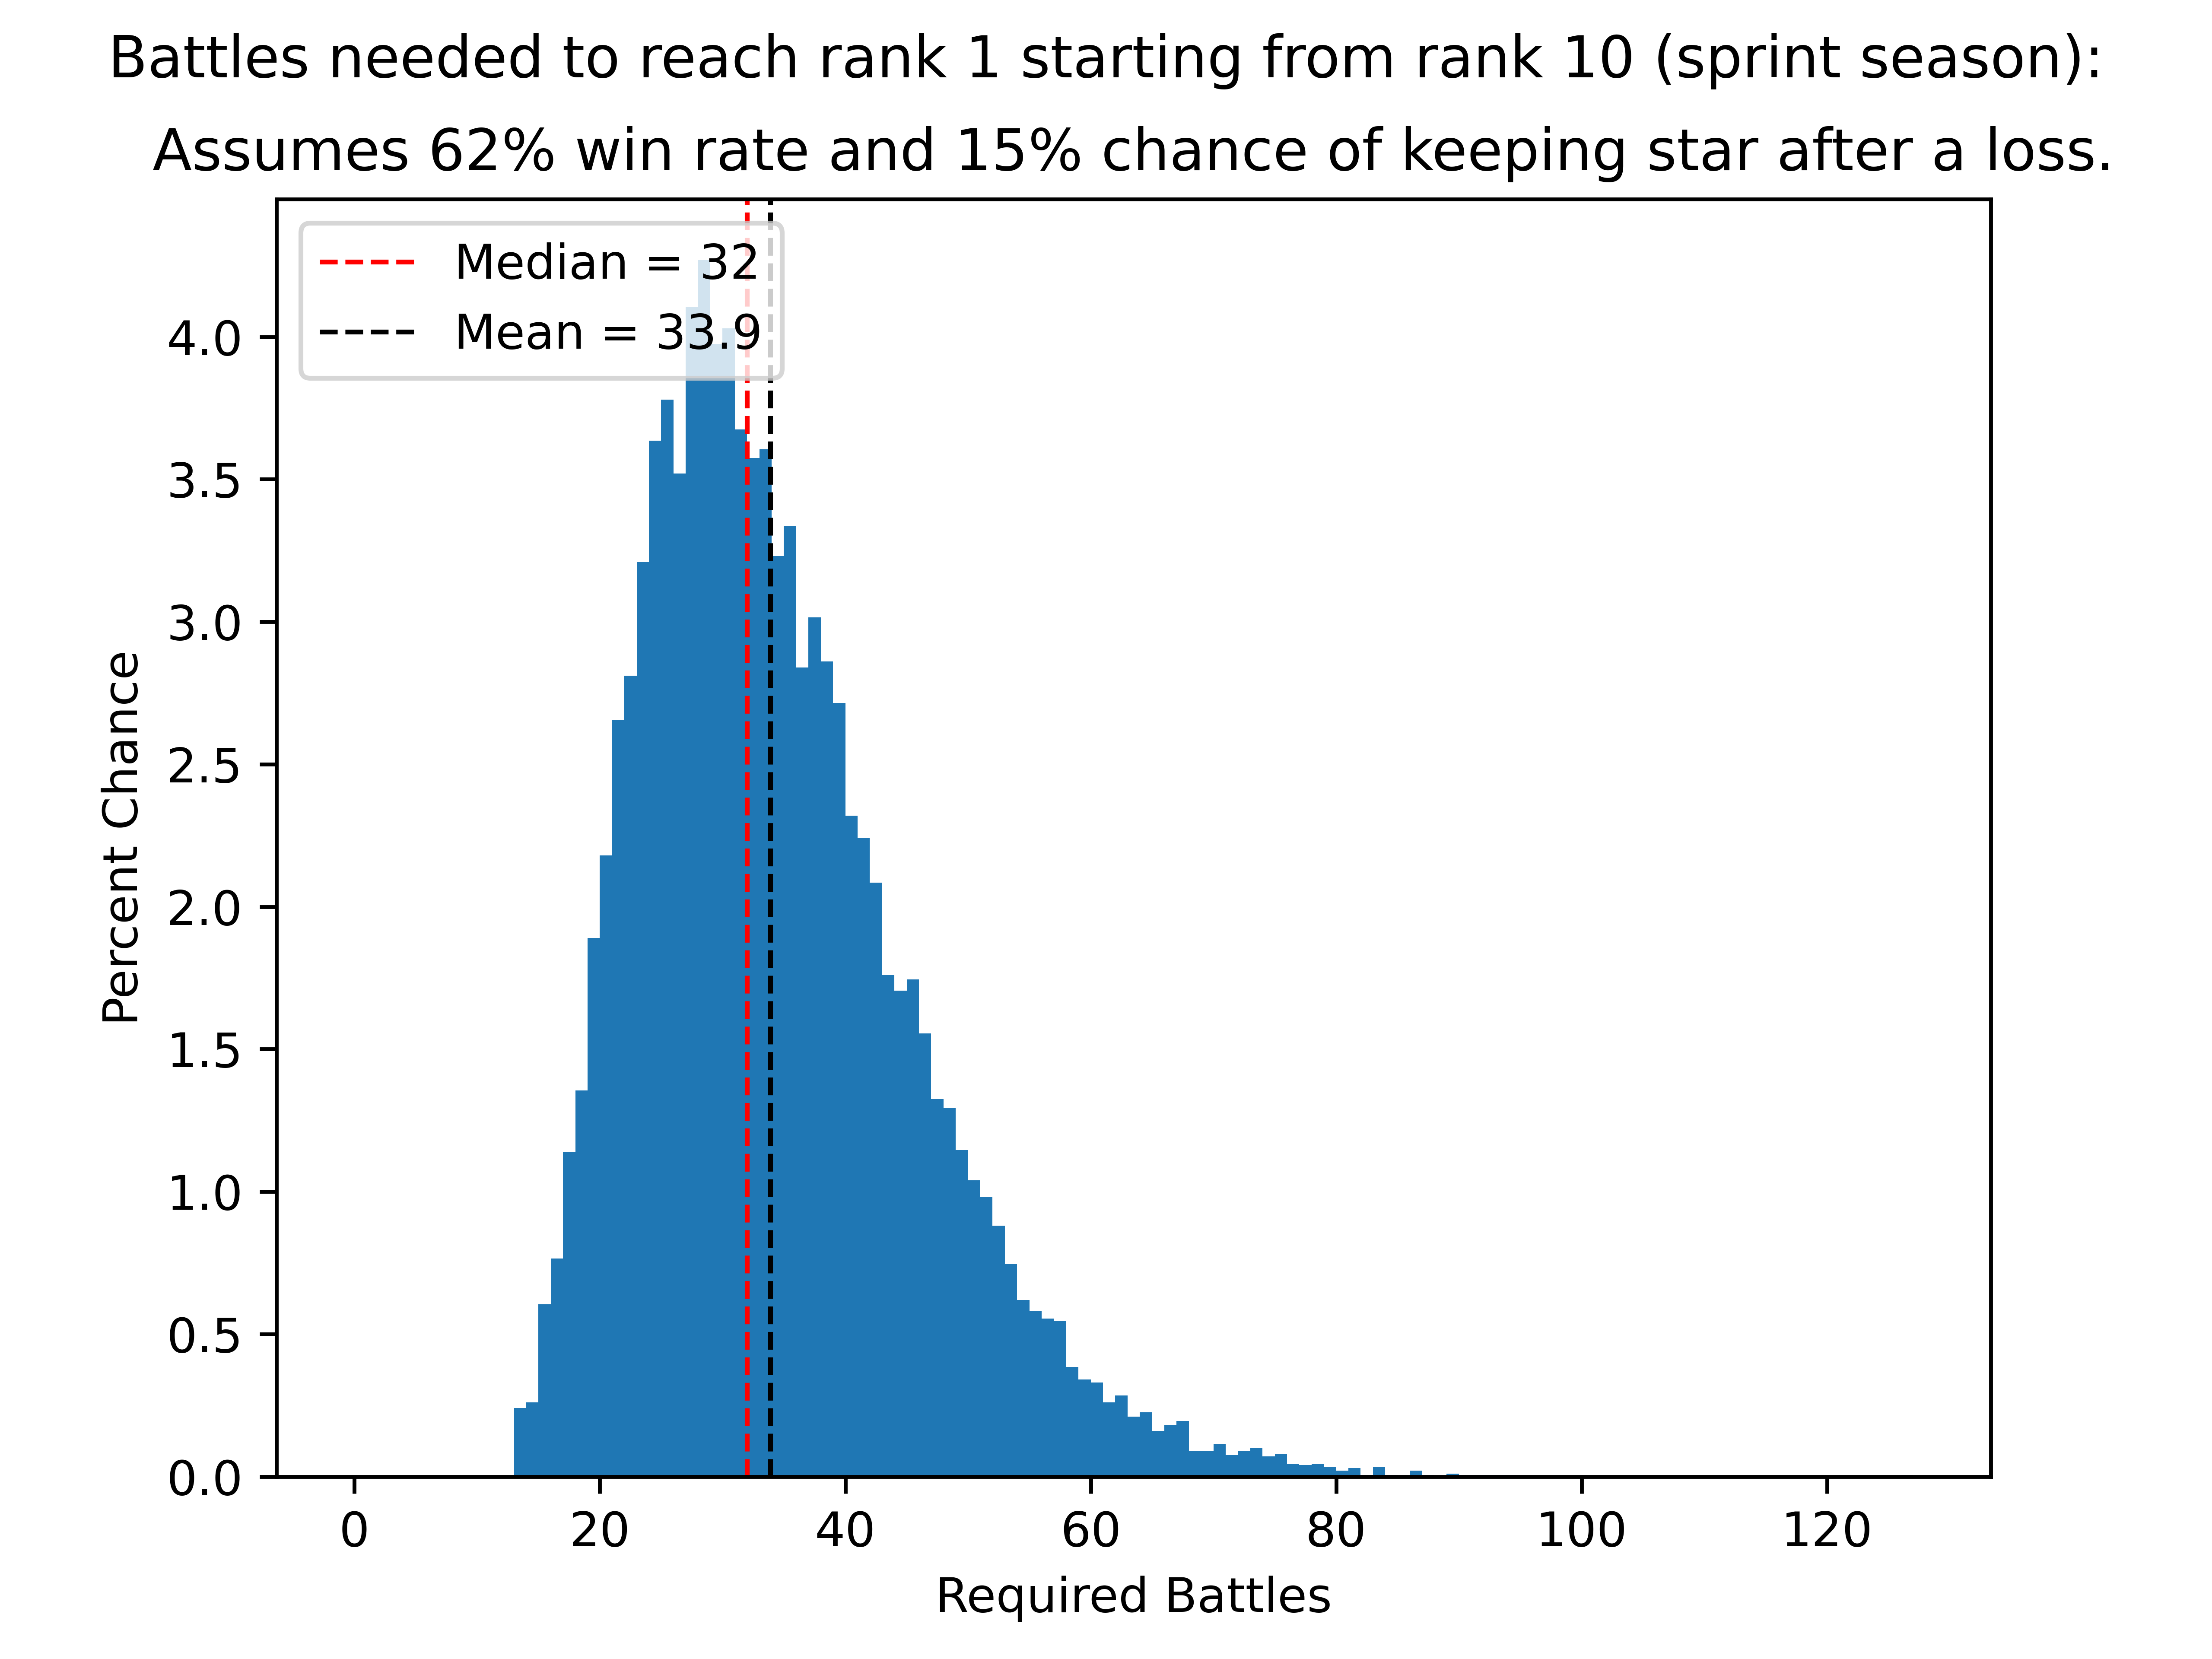 Battles needed to reach rank 1 starting from rank 10 (sprint season):
Assumes 62% win rate and 15% chance of keeping star after a loss.
Median = 32
Mean = 33.9
4.0
3.5
3.0
2.5
2.0
1.5
1.0
0.5
0.0
Percent Chance
0 20 40 60 80 100 120
Required Battles